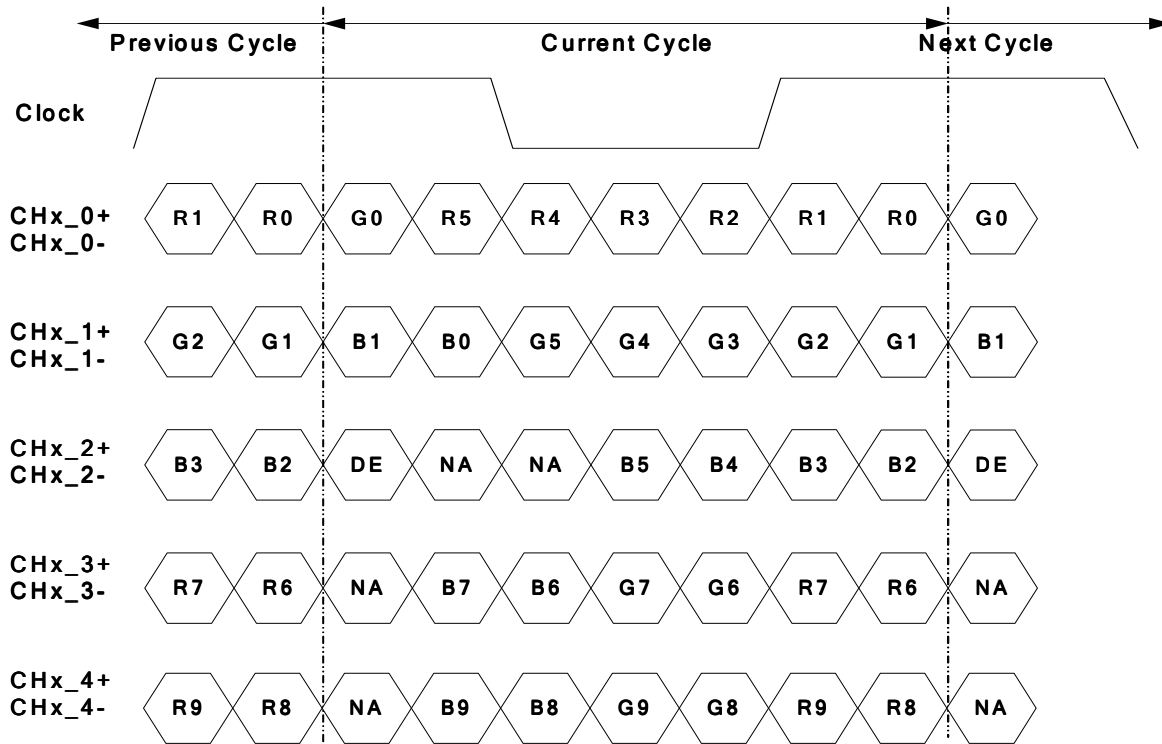 Previous Cycle Current Cycle Next Cycle
Clock
CHx_0+
CHx_0-
R1 R0 G0 R5 R4 R3 R2 R1 R0 G0
CHx_1+
CHx_1-
G2 G1 B1 B0 G5 G4 G3 G2 G1 B1
CHx_2+
CHx_2-
B3 B2 DE NA NA B5 B4 B3 B2 DE
CHx_3+
CHx_3-
R7 R6 NA B7 B6 G7 G6 R7 R6 NA
CHx_4+
CHx_4-
R9 R8 NA B9 B8 G9 G8 R9 R8 NA